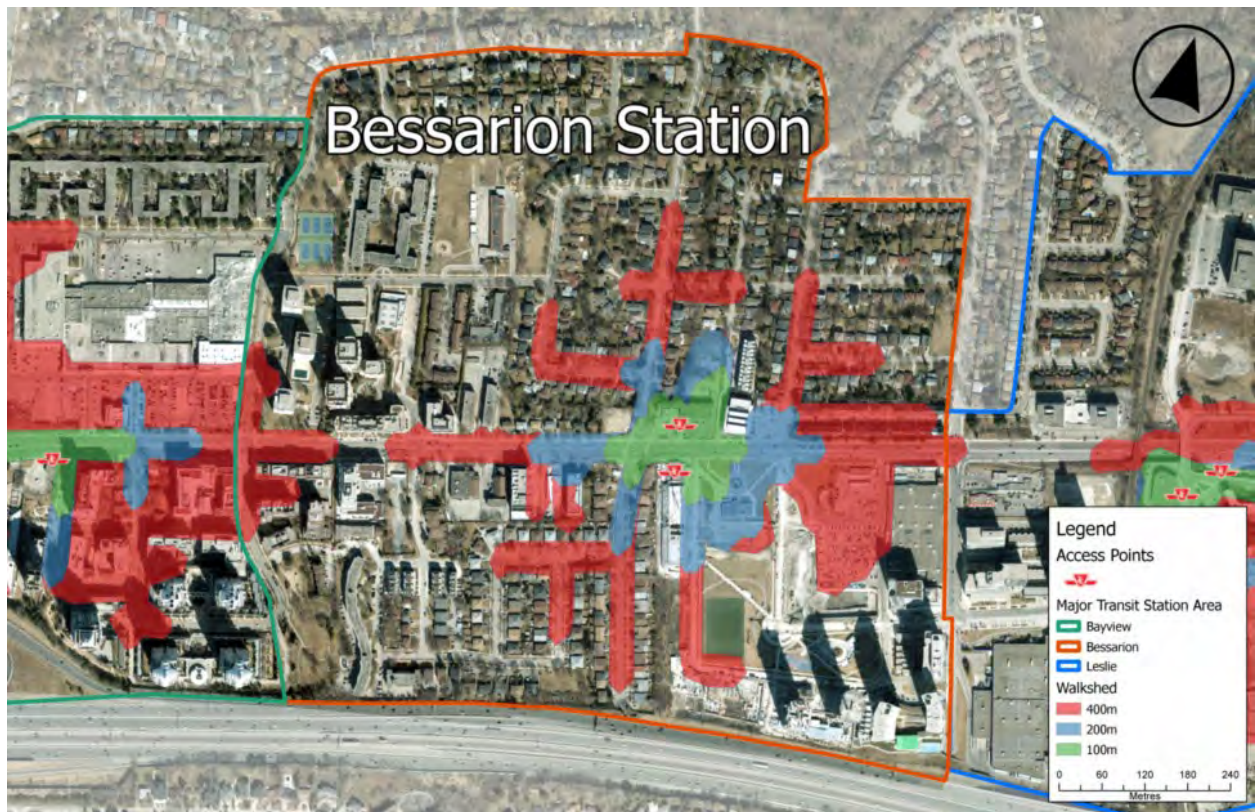 Bessarion Station
Legend
Access Points
Major Transit Station Area
Bayview
Bessarion
Leslie
Walkshed
400m
200m
100m
0 60 120 180 240
Metres